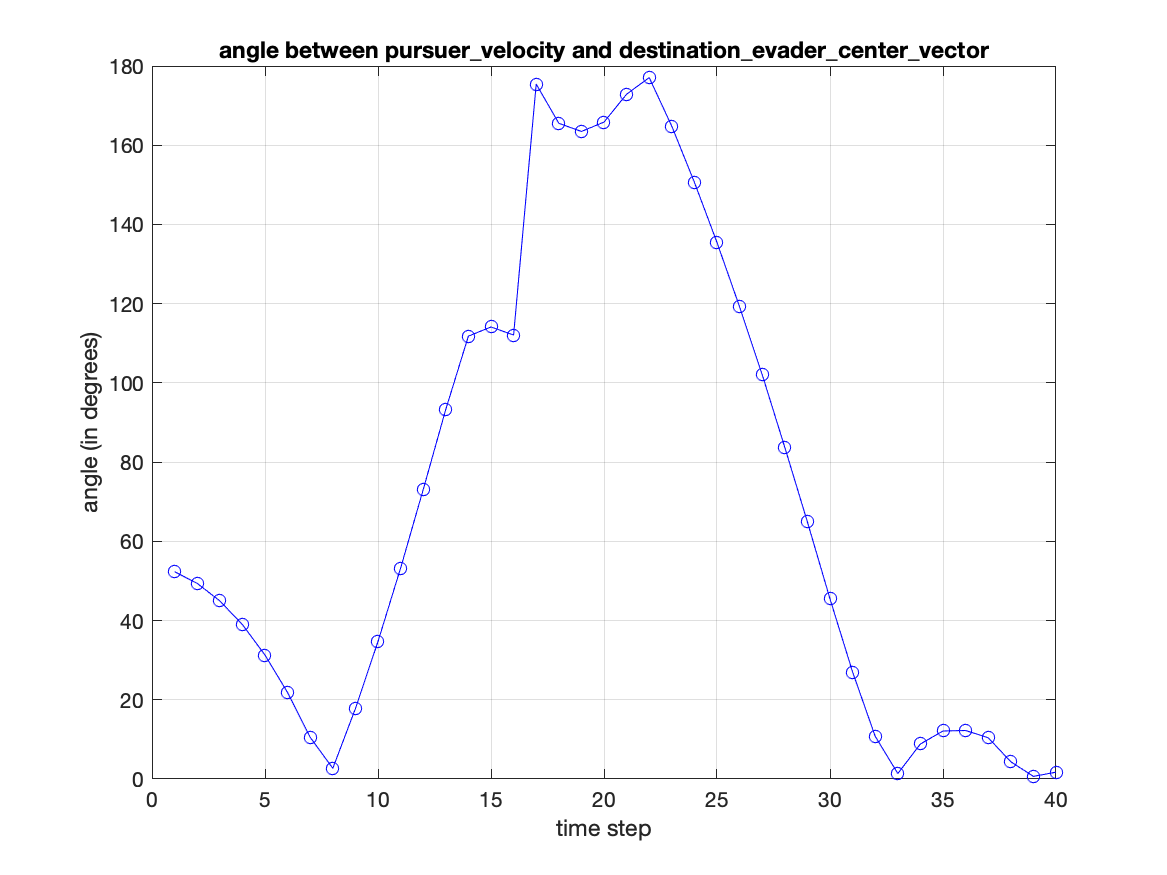 angle between pursuer_velocity and destination_evader_center_vector
180
160
140
120
100
80
60
40
20
0
angle (in degrees)
0 5 10 15 20 25 30 35 40
time step